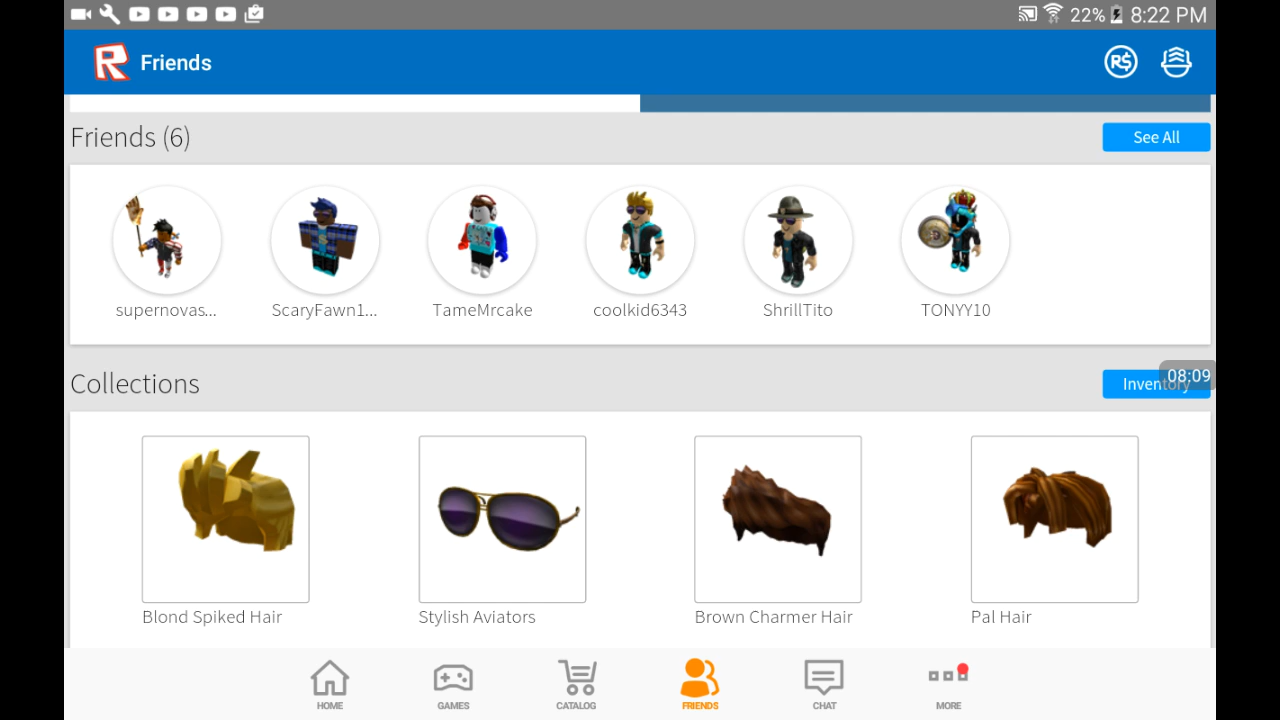 22% 8:22 PM
R Friends R$
Friends (6) See All
supernovas... ScaryFawn1... TameMrcake coolkid6343 ShrillTito TONYY10
Collections Inventory 08:09
Blond Spiked Hair Stylish Aviators Brown Charmer Hair Pal Hair
HOME GAMES CATALOG FRIENDS CHAT MORE